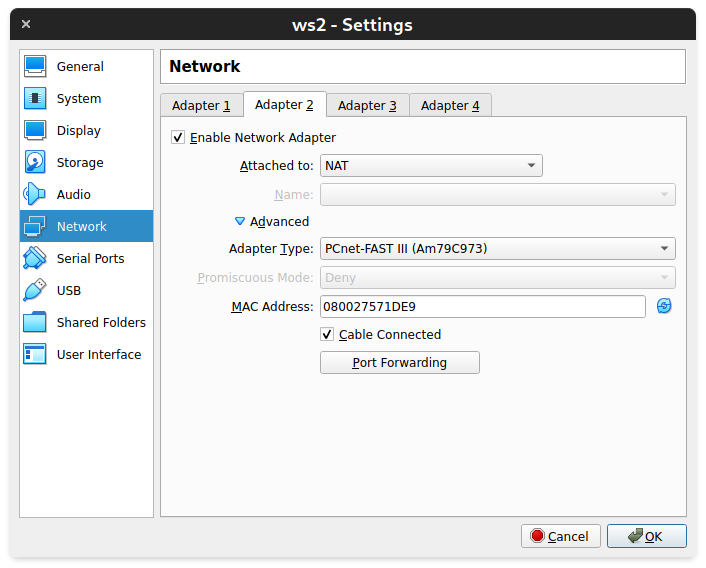 ws2 - Settings
General
System
Display
Storage
Audio
Network
Serial Ports
USB
Shared Folders
User Interface
Network
Adapter 1 Adapter 2 Adapter 3 Adapter 4
Enable Network Adapter
Attached to: NAT
Name:
Advanced
Adapter Type: PCnet-FAST III (Am79C973)
Promiscuous Mode: Deny
MAC Address: 080027571DE9
Cable Connected
Port Forwarding
Cancel OK